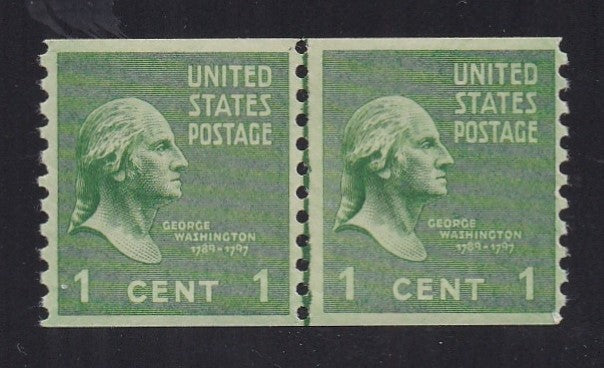 UNITED
STATES
POSTAGE
GEORGE
WASHINGTON
1789-1797
1 CENT 1
UNITED
STATES
POSTAGE
GEORGE
WASHINGTON
1789-1797
1 CENT 1